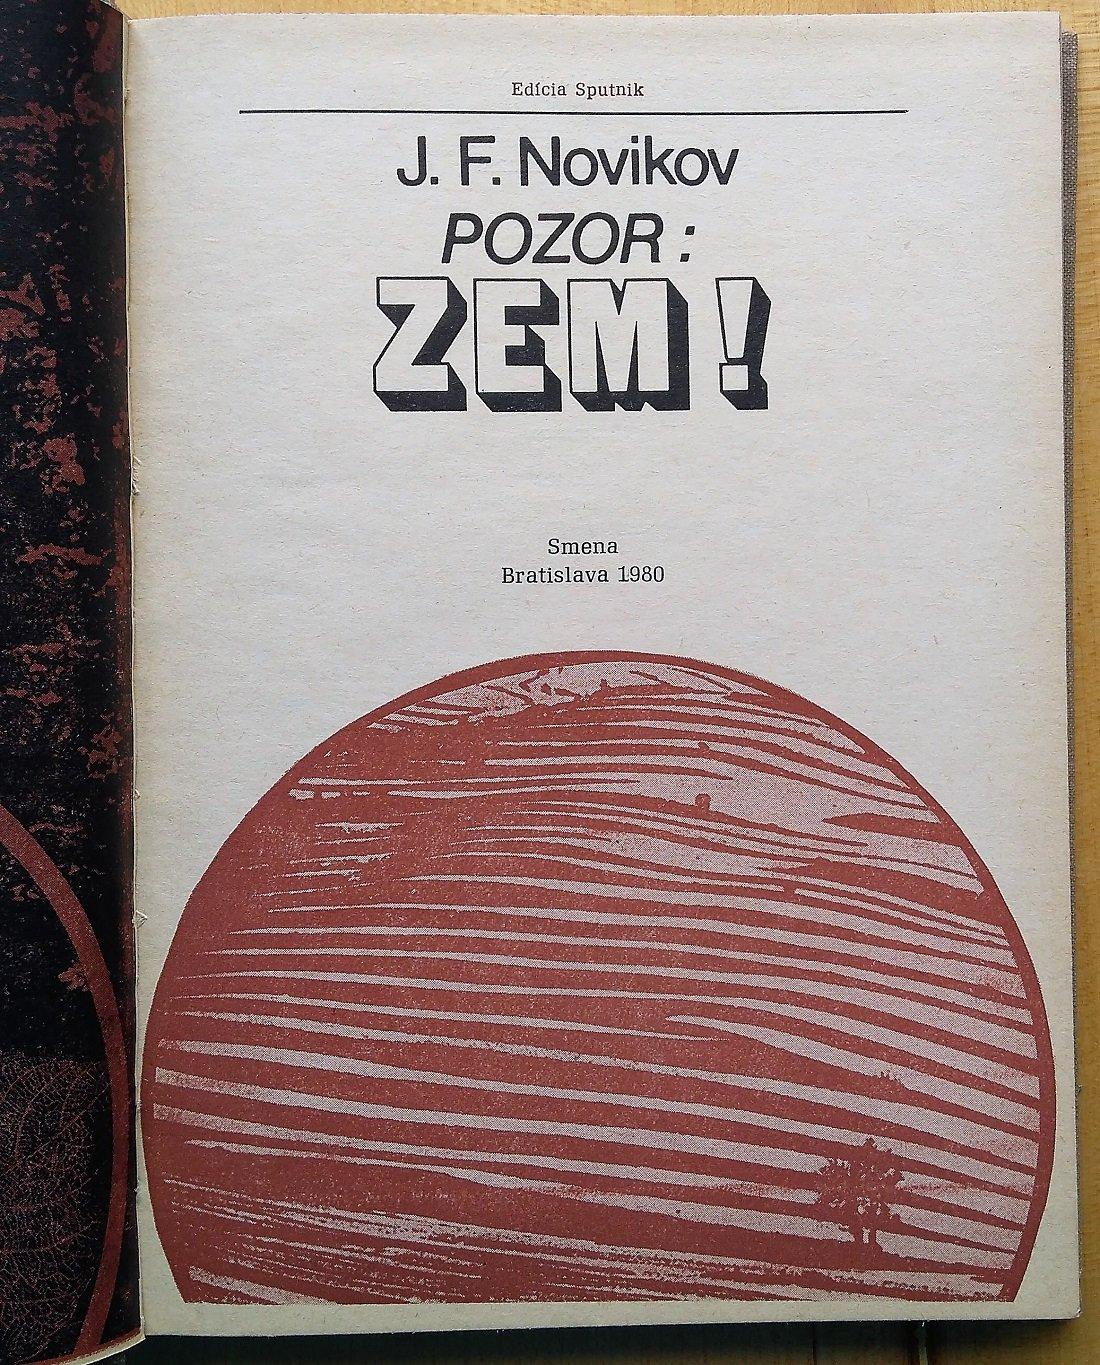 Edícia Sputnik
J. F. Novikov
POZOR :
ZEM !
Smena
Bratislava 1980